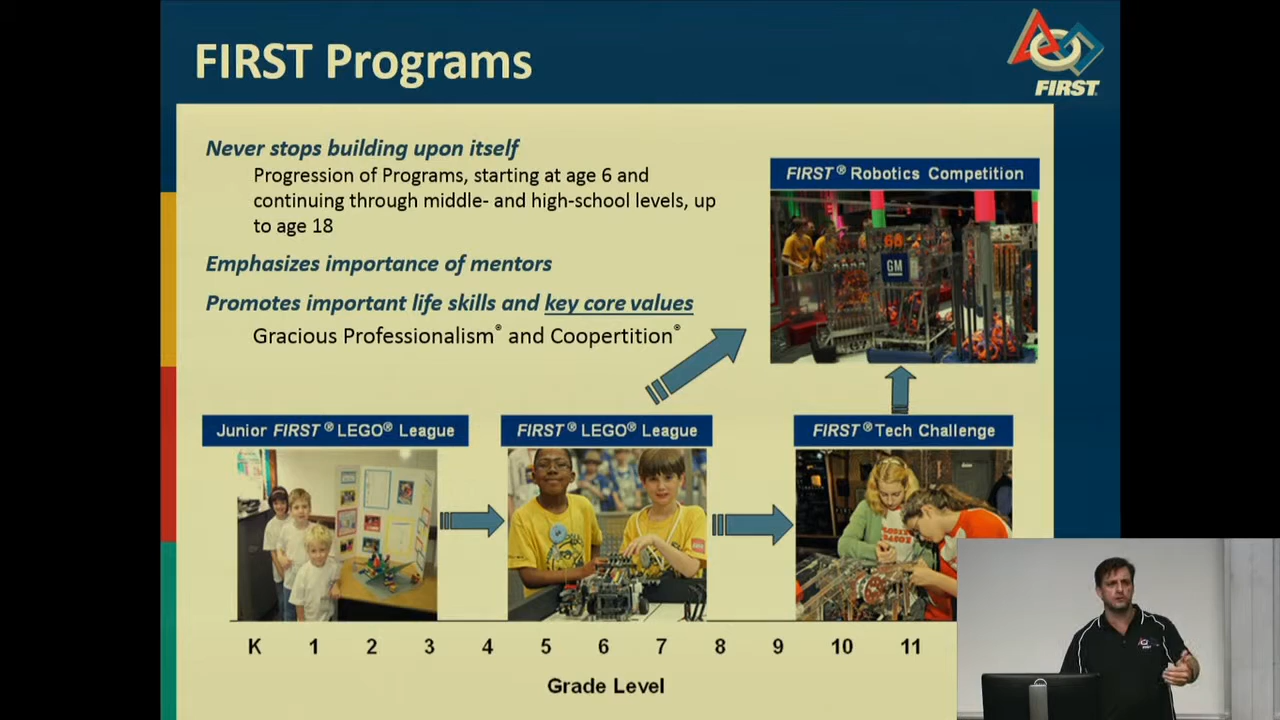 FIRST Programs
FIRST
Never stops building upon itself
Progression of Programs, starting at age 6 and
continuing through middle- and high-school levels, up
to age 18
Emphasizes importance of mentors
Promotes important life skills and key core values
Gracious Professionalism® and Coopertition®
FIRST® Robotics Competition
GM
Junior FIRST® LEGO® League
FIRST® LEGO® League
FIRST® Tech Challenge
K 1 2 3 4 5 6 7 8 9 10 11
Grade Level